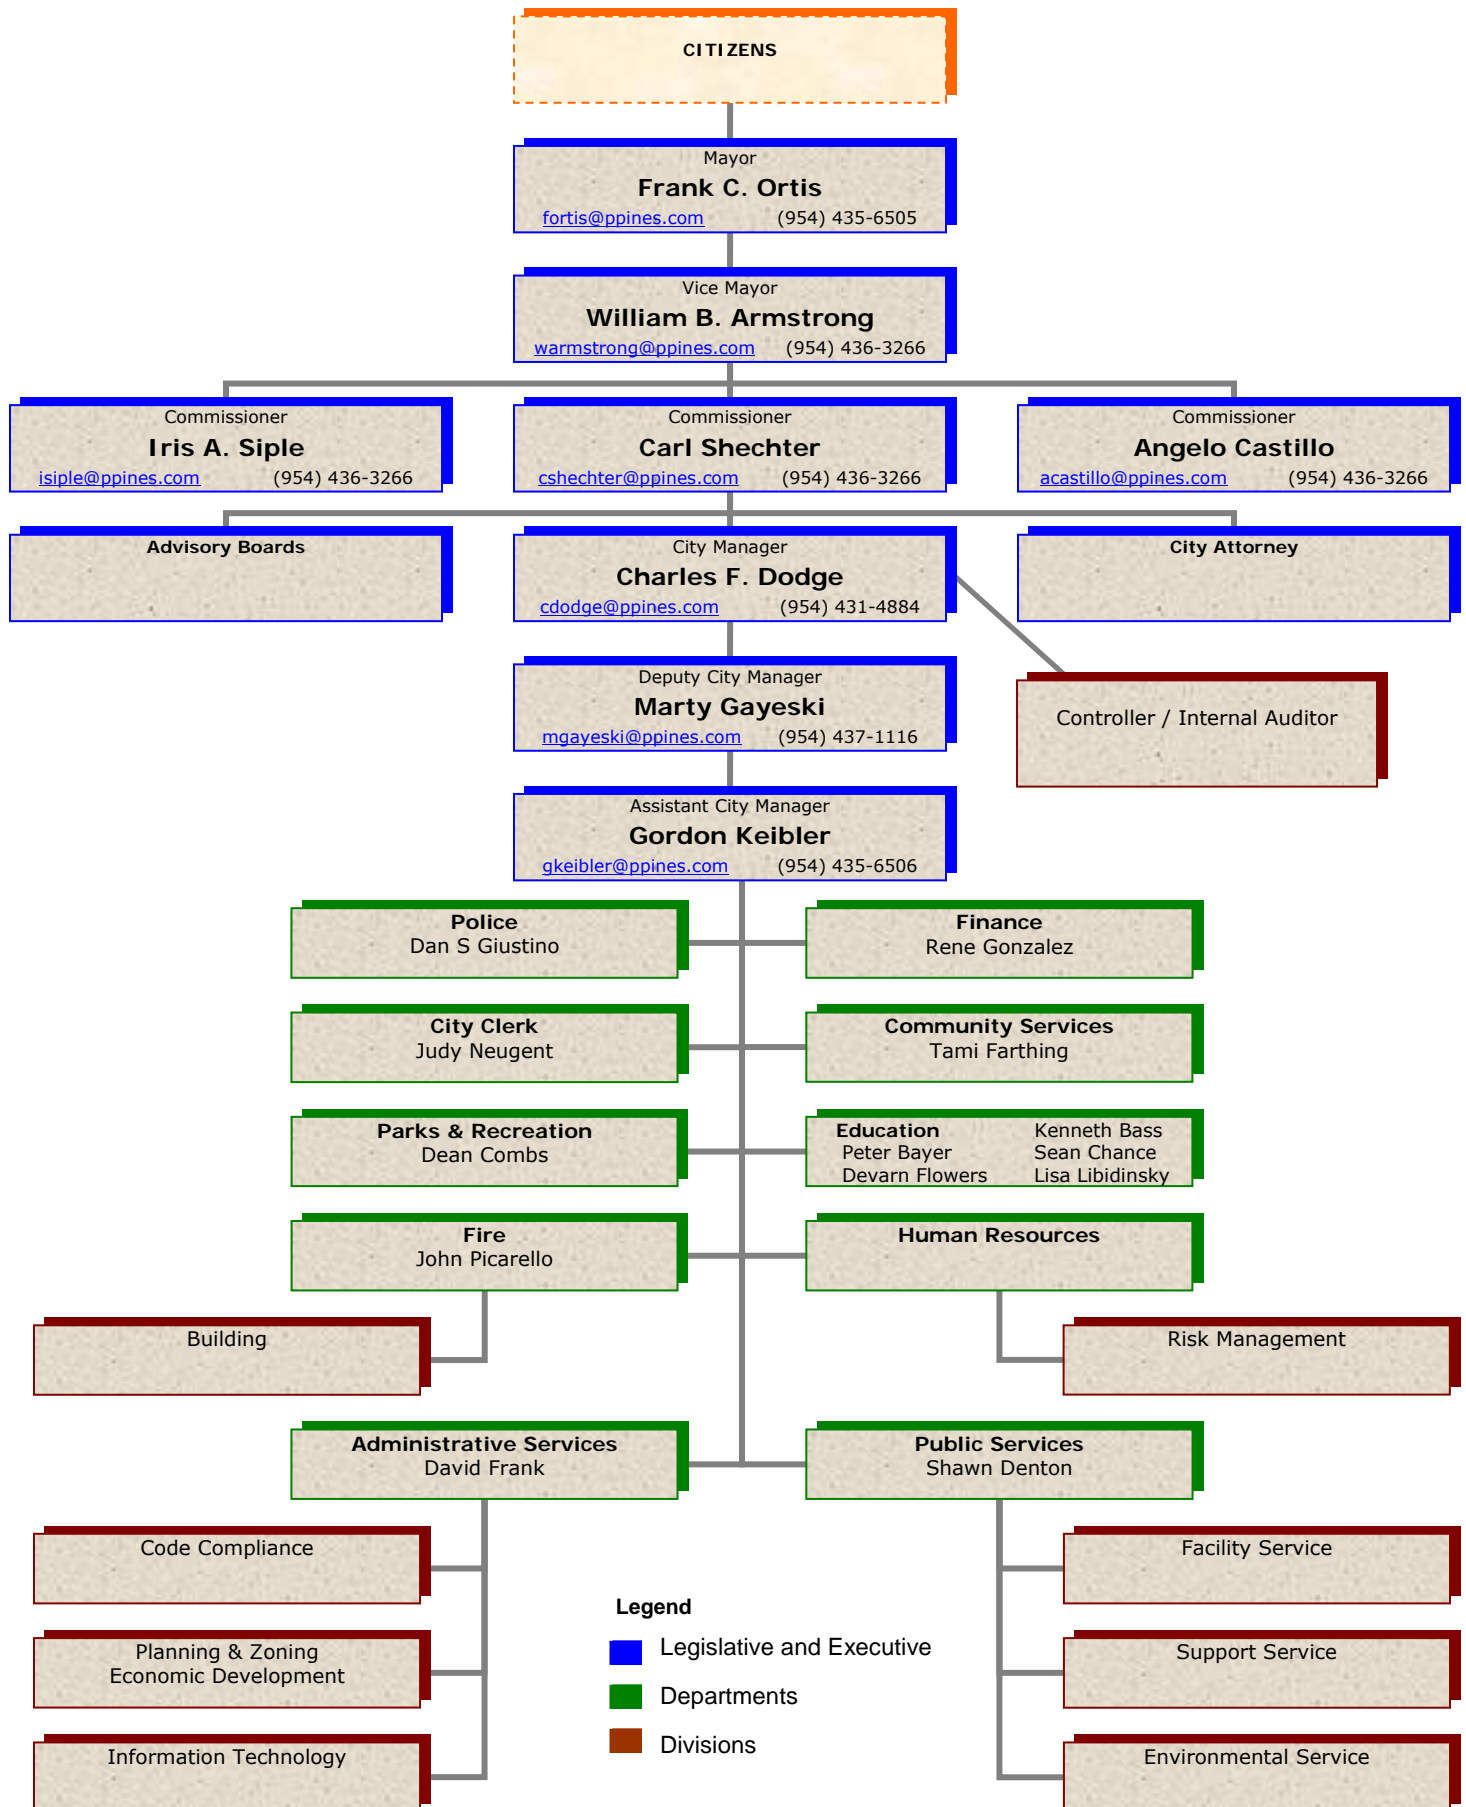 CITIZENS
Mayor
Frank C. Ortis
fortis@ppines.com (954) 435-6505
Vice Mayor
William B. Armstrong
warmstrong@ppines.com (954) 436-3266
Commissioner
Iris A. Siple
isiple@ppines.com (954) 436-3266
Commissioner
Carl Shechter
cshechter@ppines.com (954) 436-3266
Commissioner
Angelo Castillo
acastillo@ppines.com (954) 436-3266
Advisory Boards
City Manager
Charles F. Dodge
cdodge@ppines.com (954) 431-4884
City Attorney
Deputy City Manager
Marty Gayeski
mgayeski@ppines.com (954) 437-1116
Controller / Internal Auditor
Assistant City Manager
Gordon Keibler
gkeibler@ppines.com (954) 435-6506
Police
Dan S Giustino
Finance
Rene Gonzalez
City Clerk
Judy Neugent
Community Services
Tami Farthing
Parks & Recreation
Dean Combs
Education Kenneth Bass
Peter Bayer Sean Chance
Devarn Flowers Lisa Libidinsky
Fire
John Picarello
Human Resources
Building
Risk Management
Administrative Services
David Frank
Public Services
Shawn Denton
Code Compliance
Facility Service
Planning & Zoning
Economic Development
Support Service
Information Technology
Environmental Service
Legend
Legislative and Executive
Departments
Divisions